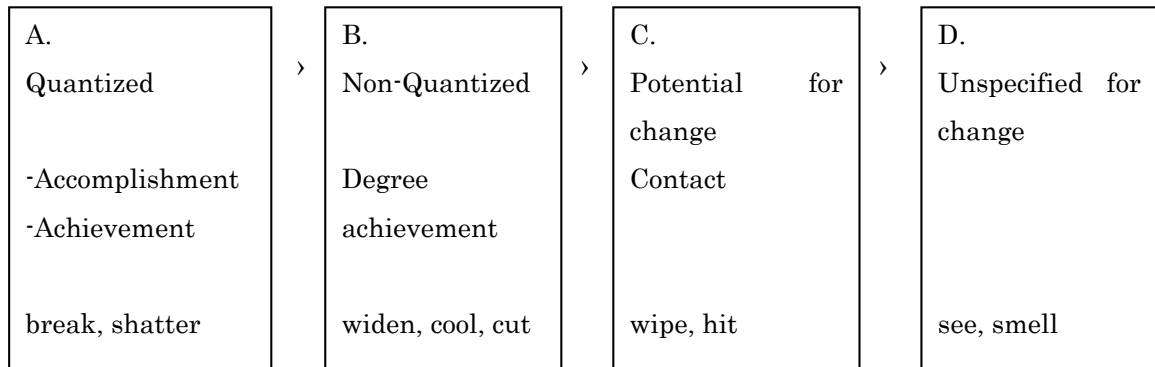 A.
Quantized
-Accomplishment
-Achievement
break, shatter
›
B.
Non-Quantized
Degree
achievement
widen, cool, cut
›
C.
Potential for
change
Contact
wipe, hit
›
D.
Unspecified for
change
see, smell